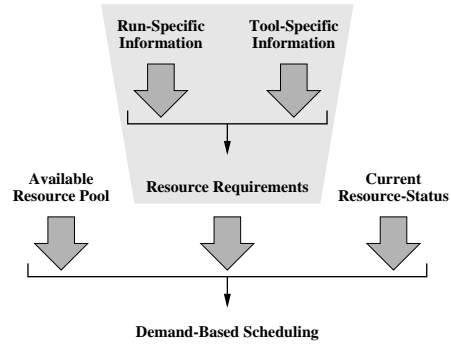 Run-Specific
Information
Tool-Specific
Information
Available
Resource Pool
Resource Requirements
Current
Resource-Status
Demand-Based Scheduling